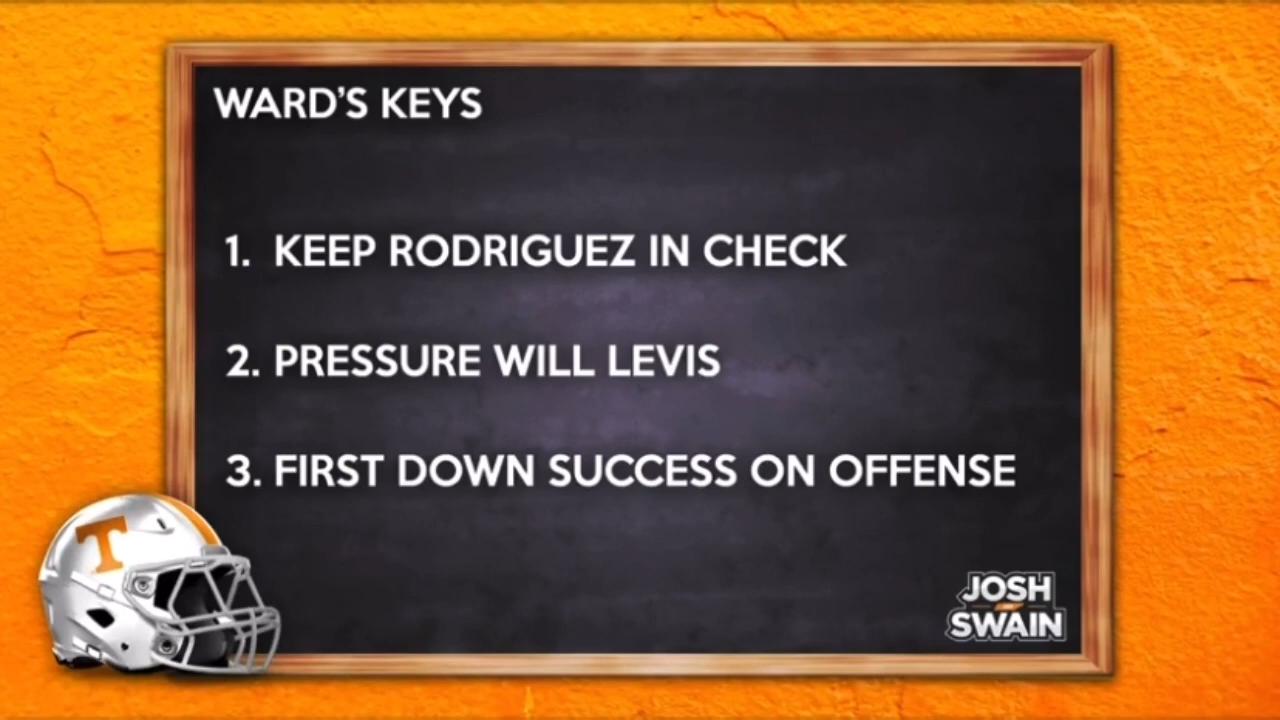 WARD'S KEYS
1. KEEP RODRIGUEZ IN CHECK
2. PRESSURE WILL LEVIS
3. FIRST DOWN SUCCESS ON OFFENSE
T
JOSH
SWAIN